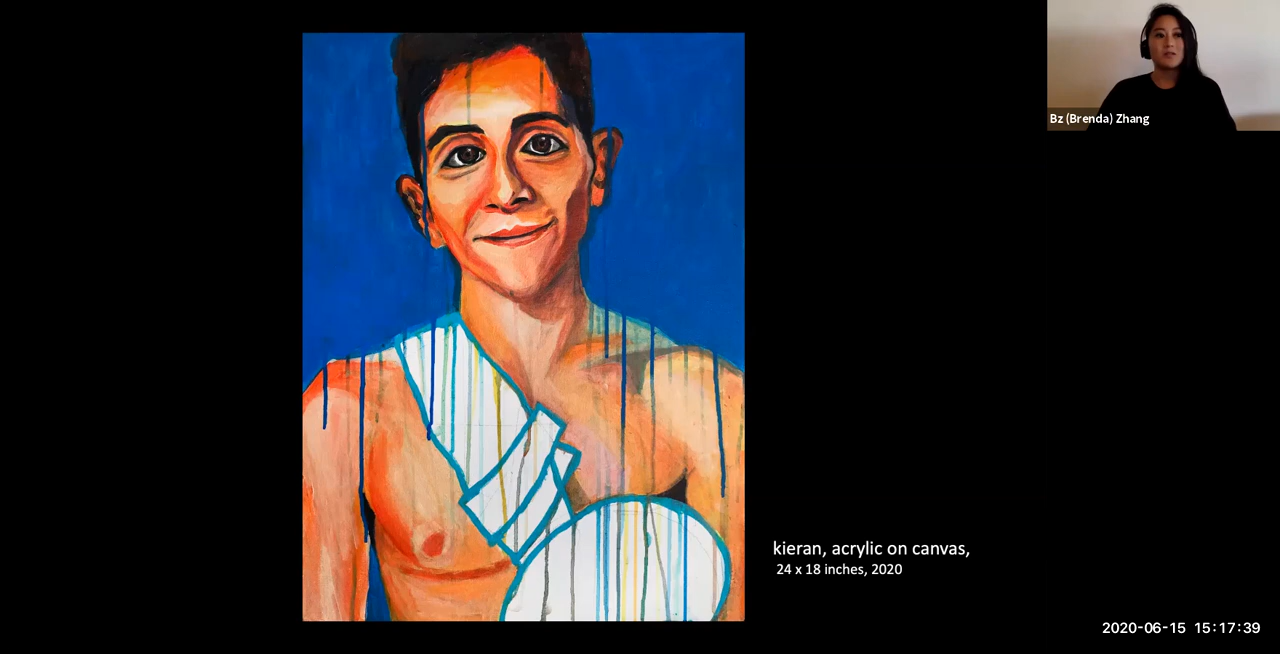 Bz (Brenda) Zhang
kieran, acrylic on canvas,
24 x 18 inches, 2020
2020-06-15 15:17:39